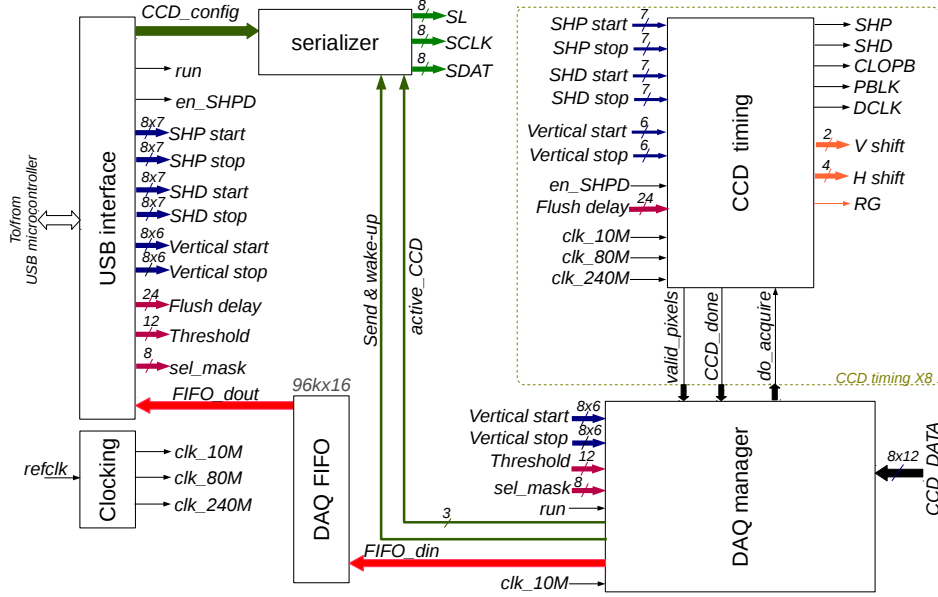 CCD_config
serializer
8
SL
8
SCLK
8
SDAT
run
en_SHPD
8x7
SHP start
8x7
SHP stop
8x7
SHD start
8x7
SHD stop
8x6
Vertical start
8x6
Vertical stop
24
Flush delay
12
Threshold
8
sel_mask
USB interface
To/from
USB microcontroller
FIFO_dout
96kx16
DAQ FIFO
FIFO_din
refclk
Clocking
clk_10M
clk_80M
clk_240M
Send & wake-up
active_CCD
3
7
SHP start
7
SHP stop
7
SHD start
7
SHD stop
6
Vertical start
6
Vertical stop
en_SHPD
24
Flush delay
clk_10M
clk_80M
clk_240M
CCD timing
SHP
SHD
CLOPB
PBLK
DCLK
2
V shift
4
H shift
RG
valid_pixels
CCD_done
do_acquire
CCD timing X8
8x6
Vertical start
8x6
Vertical stop
12
Threshold
8
sel_mask
run
clk_10M
DAQ manager
8x12
CCD_DATA